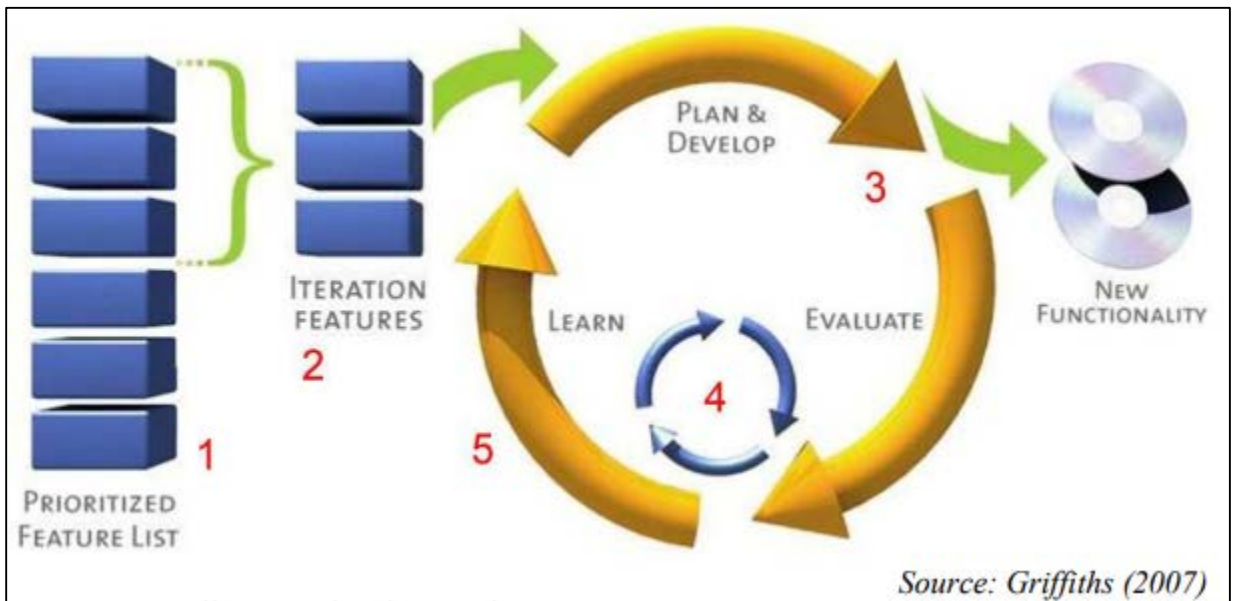 PLAN &
DEVELOP
3
ITERATION
FEATURES
2
LEARN
EVALUATE
4
5
NEW
FUNCTIONALITY
1
PRIORITIZED
FEATURE LIST
Source: Griffiths (2007)